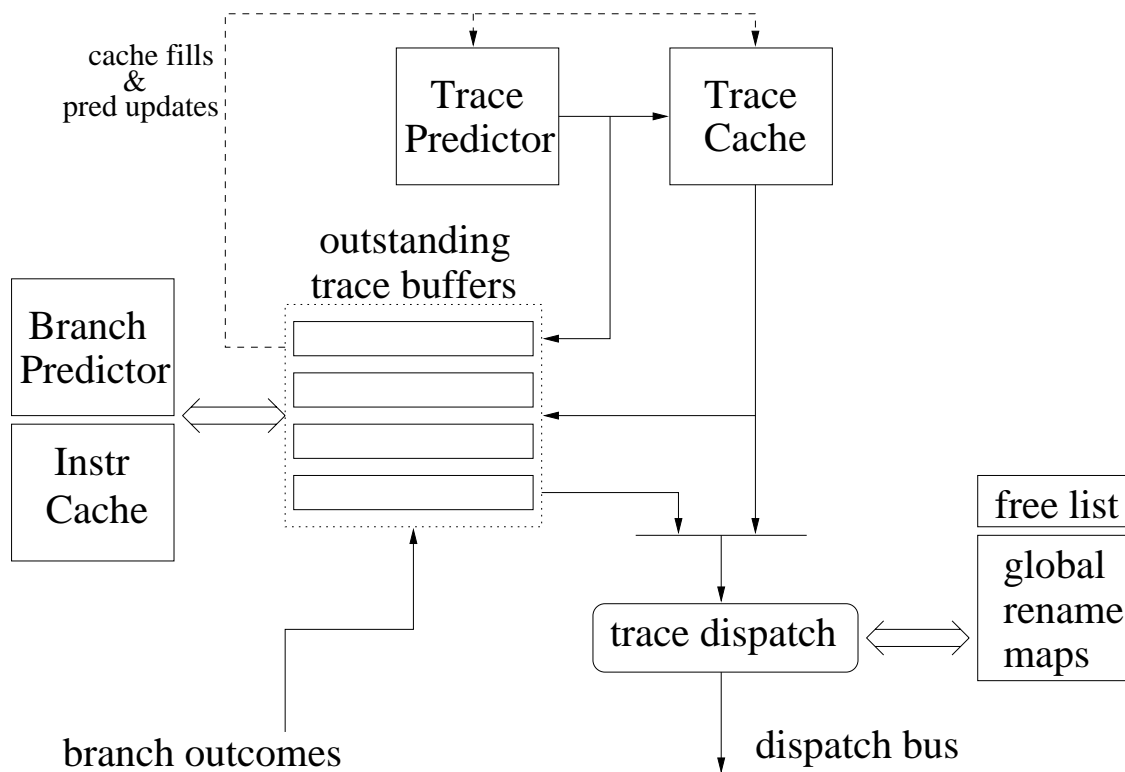 cache fills
&
pred updates
Trace
Predictor
Trace
Cache
outstanding
trace buffers
Branch
Predictor
Instr
Cache
free list
global
rename
maps
trace dispatch
branch outcomes
dispatch bus